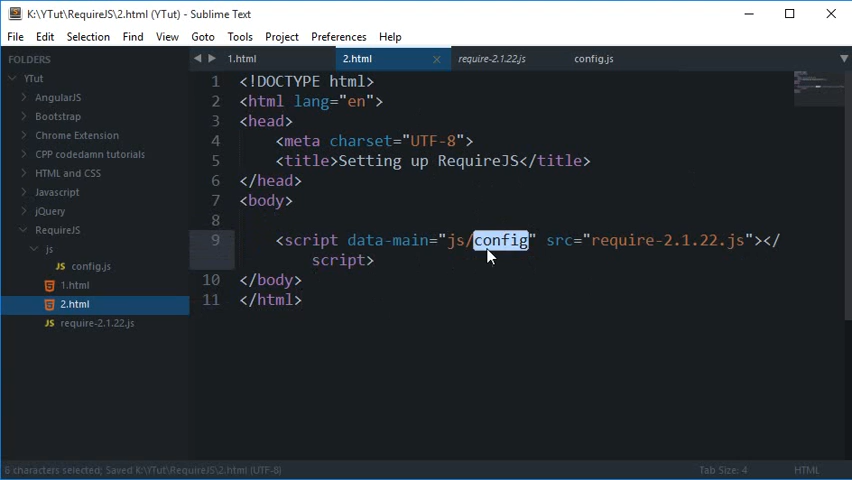 K:\YTut\RequireJS\2.html (YTut) - Sublime Text
File Edit Selection Find View Goto Tools Project Preferences Help
FOLDERS
YTut
AngularJS
Bootstrap
Chrome Extension
CPP codedamn tutorials
HTML and CSS
Javascript
jQuery
RequireJS
js
JS config.js
1.html
2.html
JS require-2.1.22.js
1.html 2.html × require-2.1.22.js config.js
1 <!DOCTYPE html>
2 <html lang="en">
3 <head>
4 <meta charset="UTF-8">
5 <title>Setting up RequireJS</title>
6 </head>
7 <body>
8
9 <script data-main="js/config" src="require-2.1.22.js"></
script>
10 </body>
11 </html>
6 characters selected; Saved K:\YTut\RequireJS\2.html (UTF-8)
Tab Size: 4
HTML